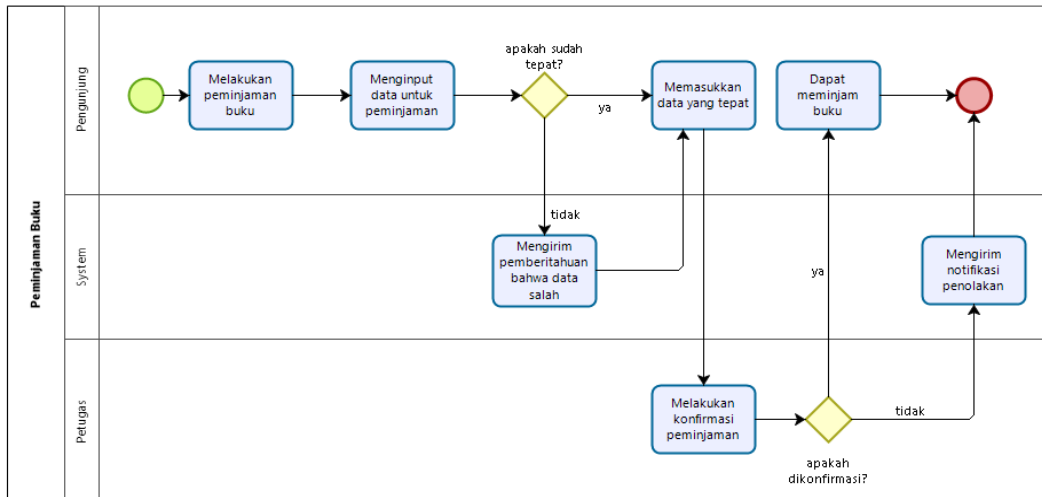 Peminjaman Buku
Pengunjung
Melakukan
peminjaman
buku
Menginput
data untuk
peminjaman
apakah sudah
tepat?
ya
Memasukkan
data yang tepat
Dapat
meminjam
buku
System
tidak
Mengirim
pemberitahuan
bahwa data
salah
ya
Mengirim
notifikasi
penolakan
Petugas
Melakukan
konfirmasi
peminjaman
tidak
apakah
dikonfirmasi?